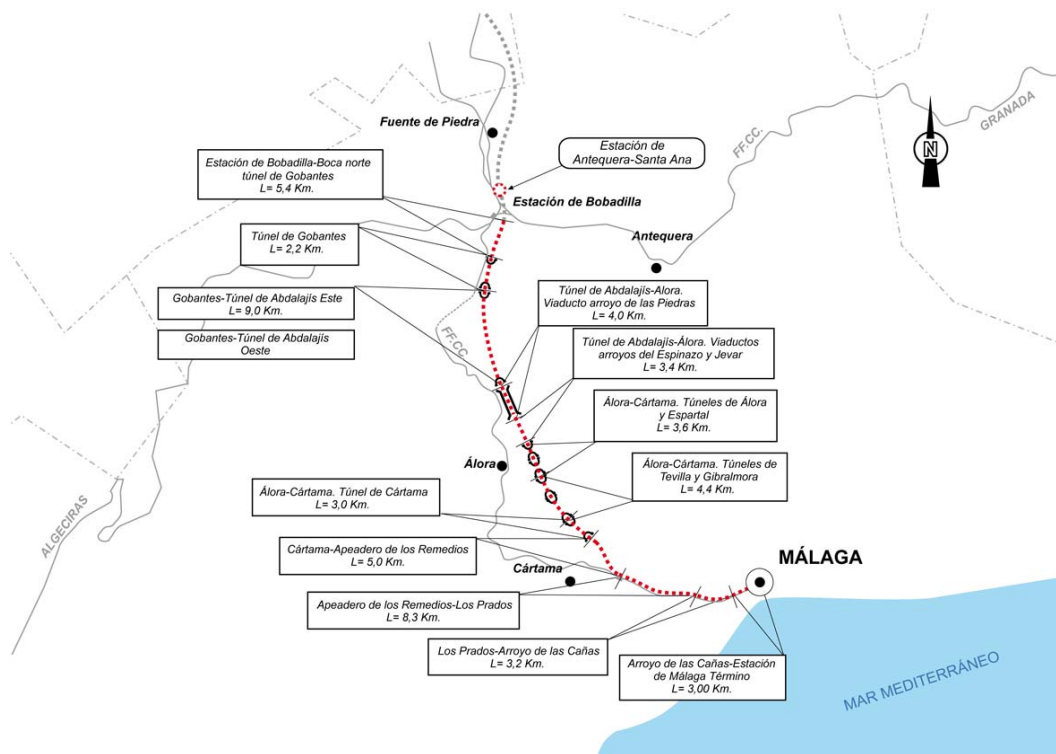 Fuente de Piedra
Estación de
Antequera-Santa Ana
FF.CC.
GRANADA
N
Estación de Bobadilla-Boca norte
túnel de Gobantes
L= 5,4 Km.
Estación de Bobadilla
Túnel de Gobantes
L= 2,2 Km.
Antequera
Gobantes-Túnel de Abdalajís Este
L= 9,0 Km.
Túnel de Abdalajís-Alora.
Viaducto arroyo de las Piedras
L= 4,0 Km.
Gobantes-Túnel de Abdalajís
Oeste
FF.CC.
Túnel de Abdalajís-Álora. Viaductos
arroyos del Espinazo y Jevar
L= 3,4 Km.
Álora-Cártama. Túneles de Álora
y Espartal
L= 3,6 Km.
Álora
Álora-Cártama. Túneles de
Tevilla y Gibralmora
L= 4,4 Km.
Álora-Cártama. Túnel de Cártama
L= 3,0 Km.
ALGECIRAS
Cártama-Apeadero de los Remedios
L= 5,0 Km.
Cártama
MÁLAGA
Apeadero de los Remedios-Los Prados
L= 8,3 Km.
Los Prados-Arroyo de las Cañas
L= 3,2 Km.
Arroyo de las Cañas-Estación
de Málaga Término
L= 3,00 Km.
MAR MEDITERRÁNEO